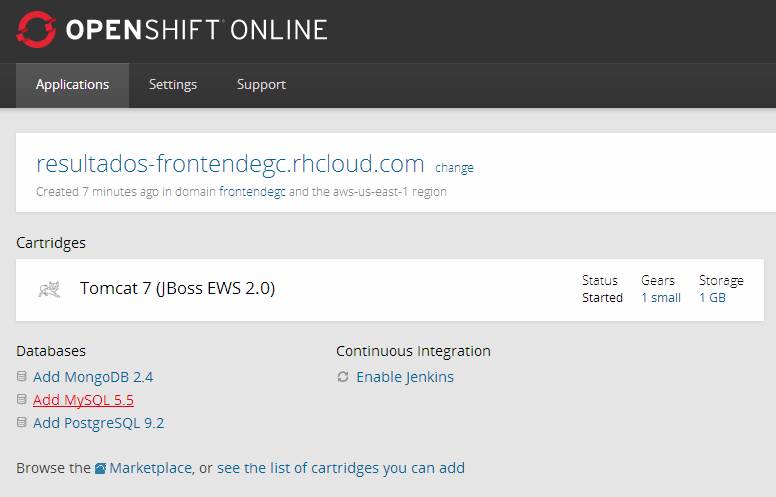 OPENSHIFT ONLINE
Applications Settings Support
resultados-frontendegc.rhcloud.com change
Created 7 minutes ago in domain frontendegc and the aws-us-east-1 region
Cartridges
Tomcat 7 (JBoss EWS 2.0)
Status Gears Storage
Started 1 small 1 GB
Databases
Add MongoDB 2.4
Add MySQL 5.5
Add PostgreSQL 9.2
Continuous Integration
Enable Jenkins
Browse the Marketplace, or see the list of cartridges you can add